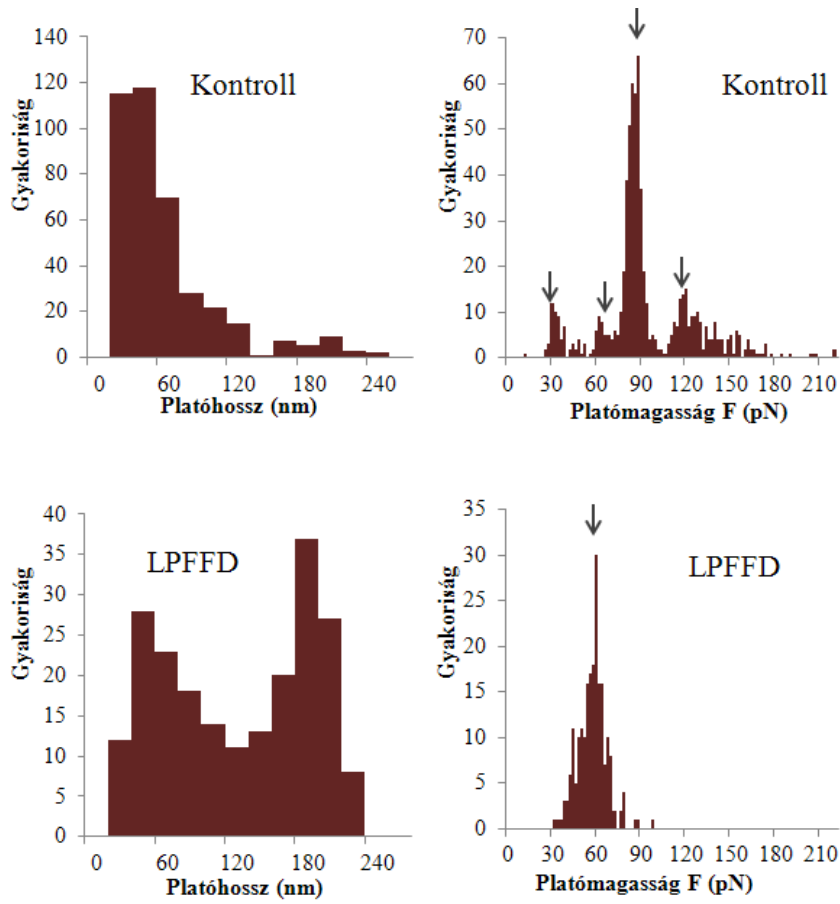 140
120
100
80
60
40
20
0
Gyakoriság
Kontroll
0 60 120 180 240
Platóhossz (nm)
70
60
50
40
30
20
10
0
Gyakoriság
Kontroll
0 30 60 90 120 150 180 210
Platómagasság F (pN)
40
35
30
25
20
15
10
5
0
Gyakoriság
LPFFD
0 60 120 180 240
Platóhossz (nm)
35
30
25
20
15
10
5
0
Gyakoriság
LPFFD
0 30 60 90 120 150 180 210
Platómagasság F (pN)